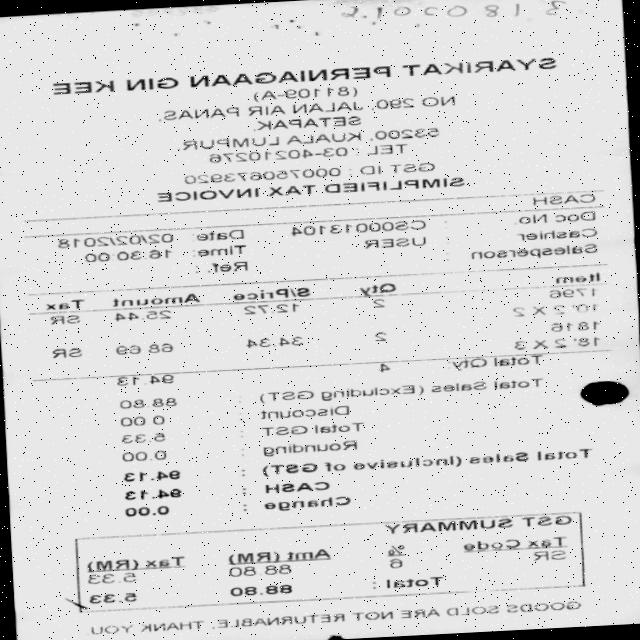 SYARIKAT PERNIAGAAN GIN KEE
(81109-A)
NO 290, JALAN AIR PANAS,
SETAPAK,
53200, KUALA LUMPUR
TEL : 03-40210276
GST ID : 000750673920
SIMPLIFIED TAX INVOICE
CASH
Doc No : CS00013104 Date 02/02/2018
Cashier : USER Time: 16:30:00
Salesperson : Ref. :
Item Qty S/Price Amount Tax
1796 2 12.72 25.44 SR
10' 2 X 2
1816 2 34.34 68.69 SR
18' 2 X 3
Total Qty: 4 94.13
Total Sales (Excluding GST) : 88.80
Discount : 0.00
Total GST : 5.33
Rounding : 0.00
Total Sales (Inclusive of GST) : 94.13
CASH : 94.13
Change : 0.00
GST SUMMARY
Tax Code % Amt (RM) Tax (RM)
SR 6 88.80 5.33
Total : 88.80 5.33
GOODS SOLD ARE NOT RETURNABLE, THANK YOU